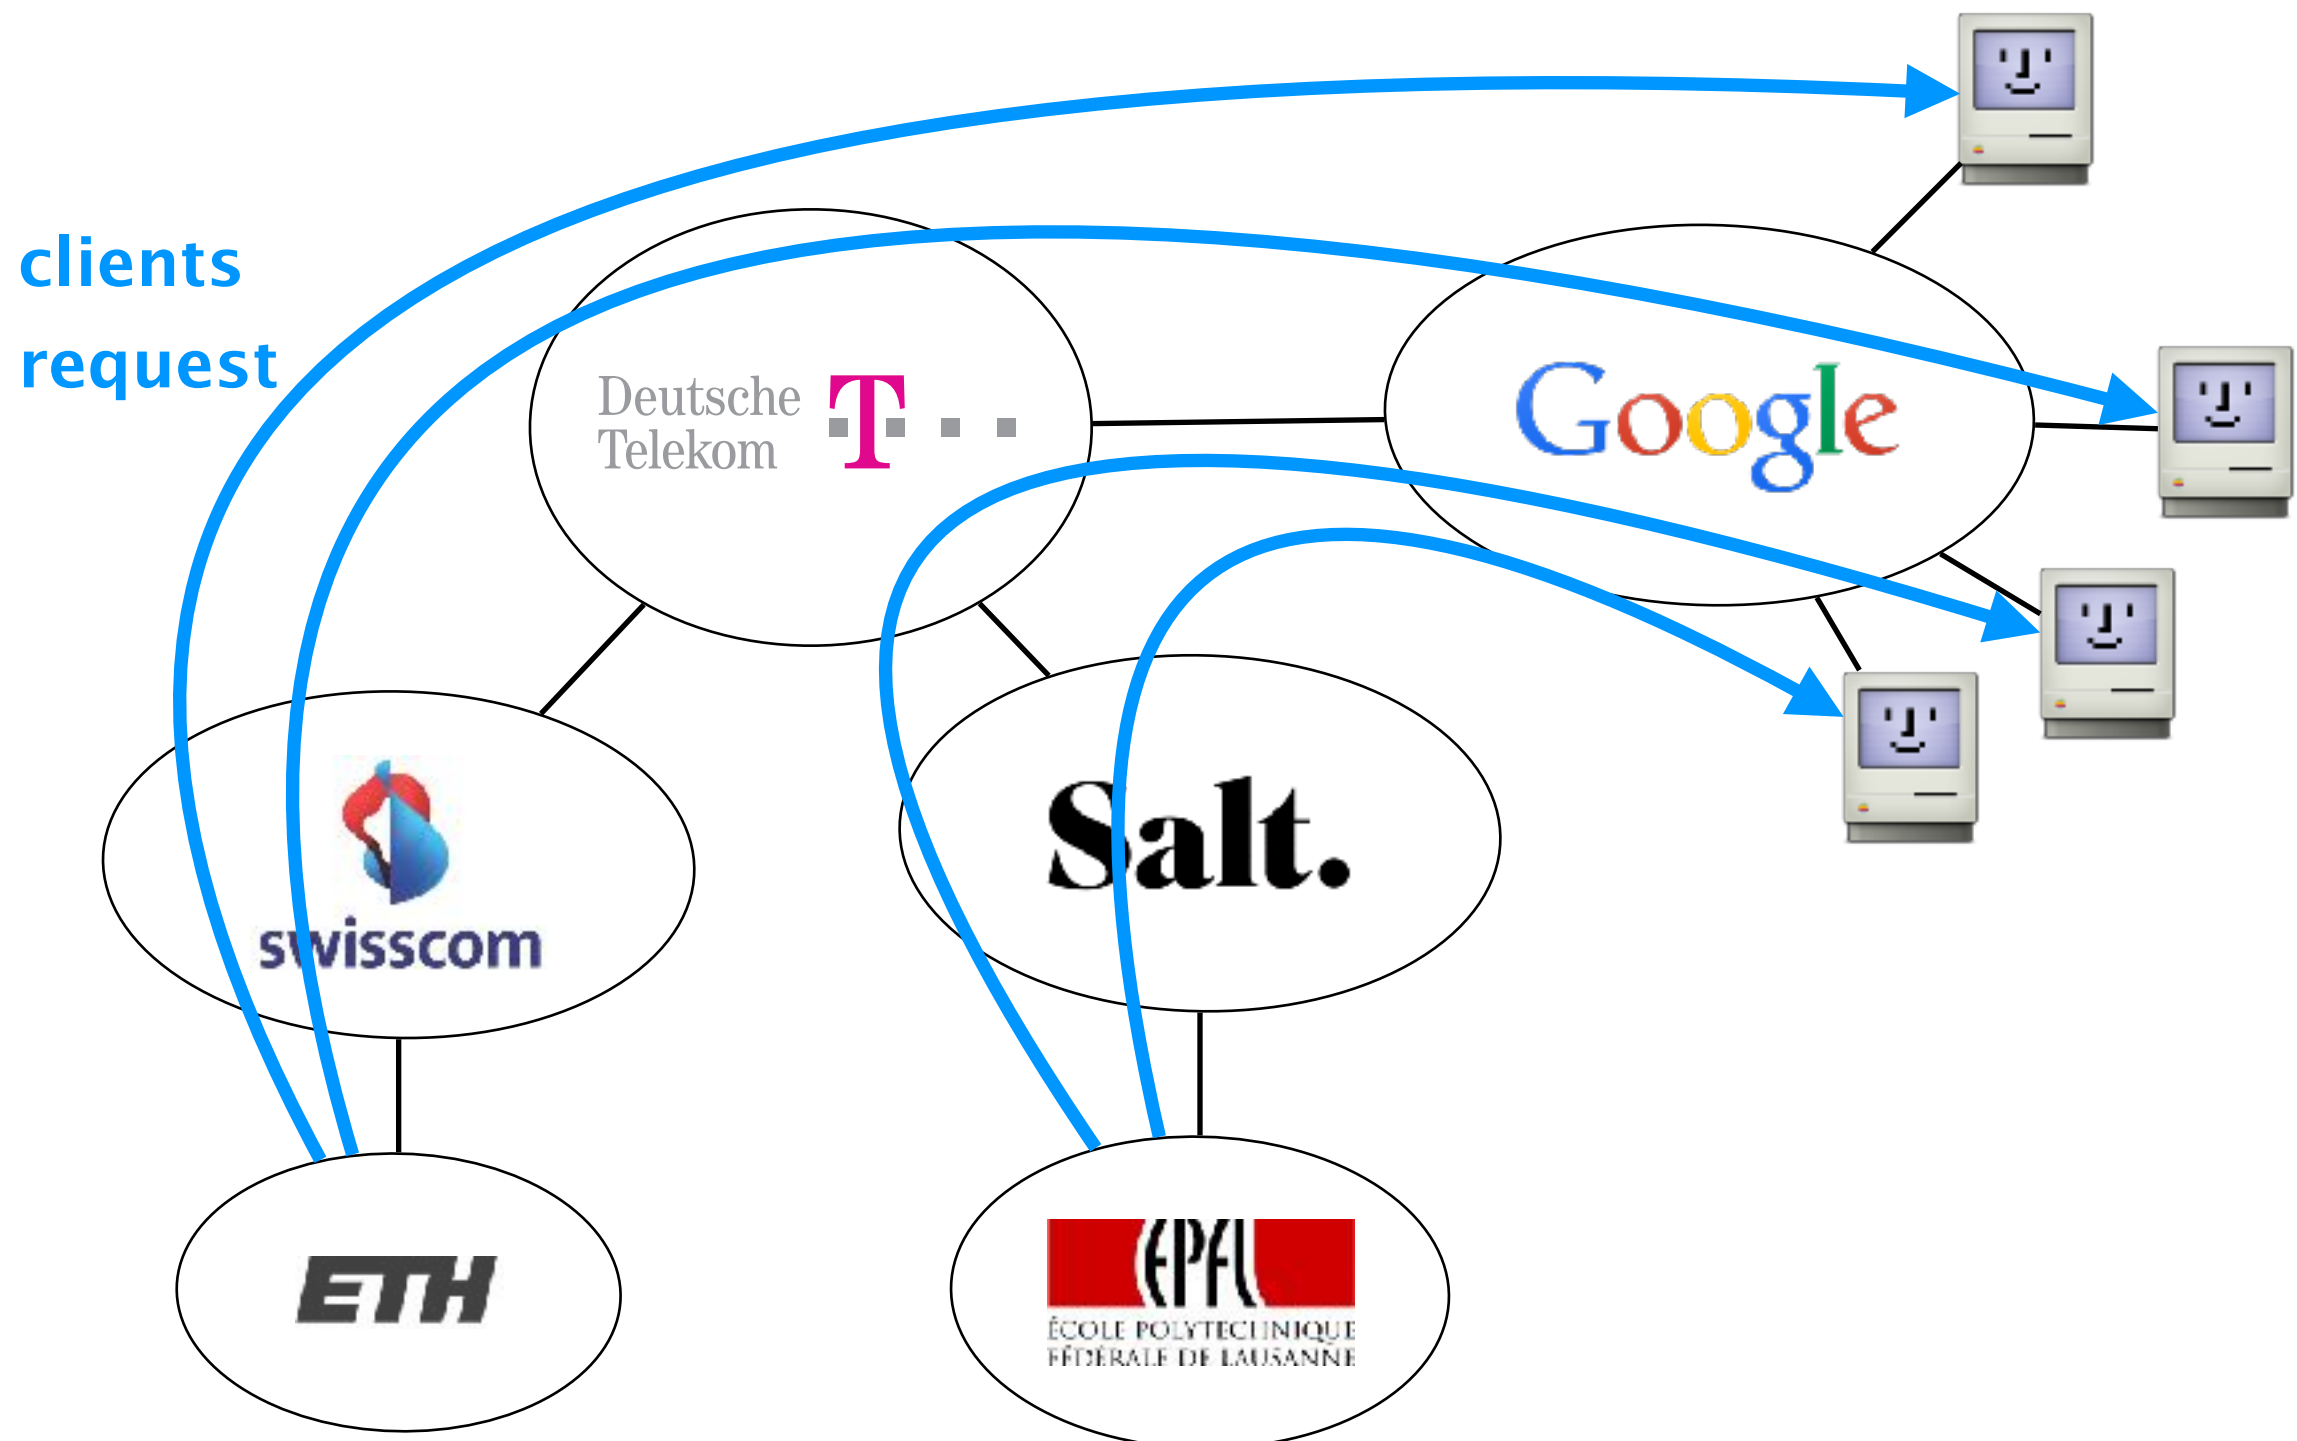 clients
request
Deutsche
Telekom
T
Google
swisscom
Salt.
ETH
EPFL
ÉCOLE POLYTECHNIQUE
FÉDÉRALE DE LAUSANNE